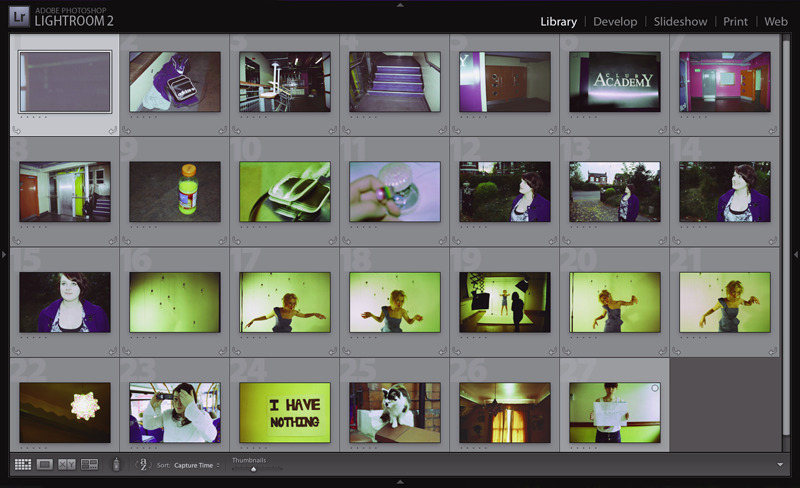 Lr
ADOBE PHOTOSHOP
LIGHTROOM 2
Library | Develop | Slideshow | Print | Web
2 3 4 5 6 7
CLUB
ACADEMY
8 9 10 11 12 13 14
15 16 17 18 19 20 21
22 23 24 25 26 27
I HAVE
NOTHING
XY
Sort: Capture Time
Thumbnails